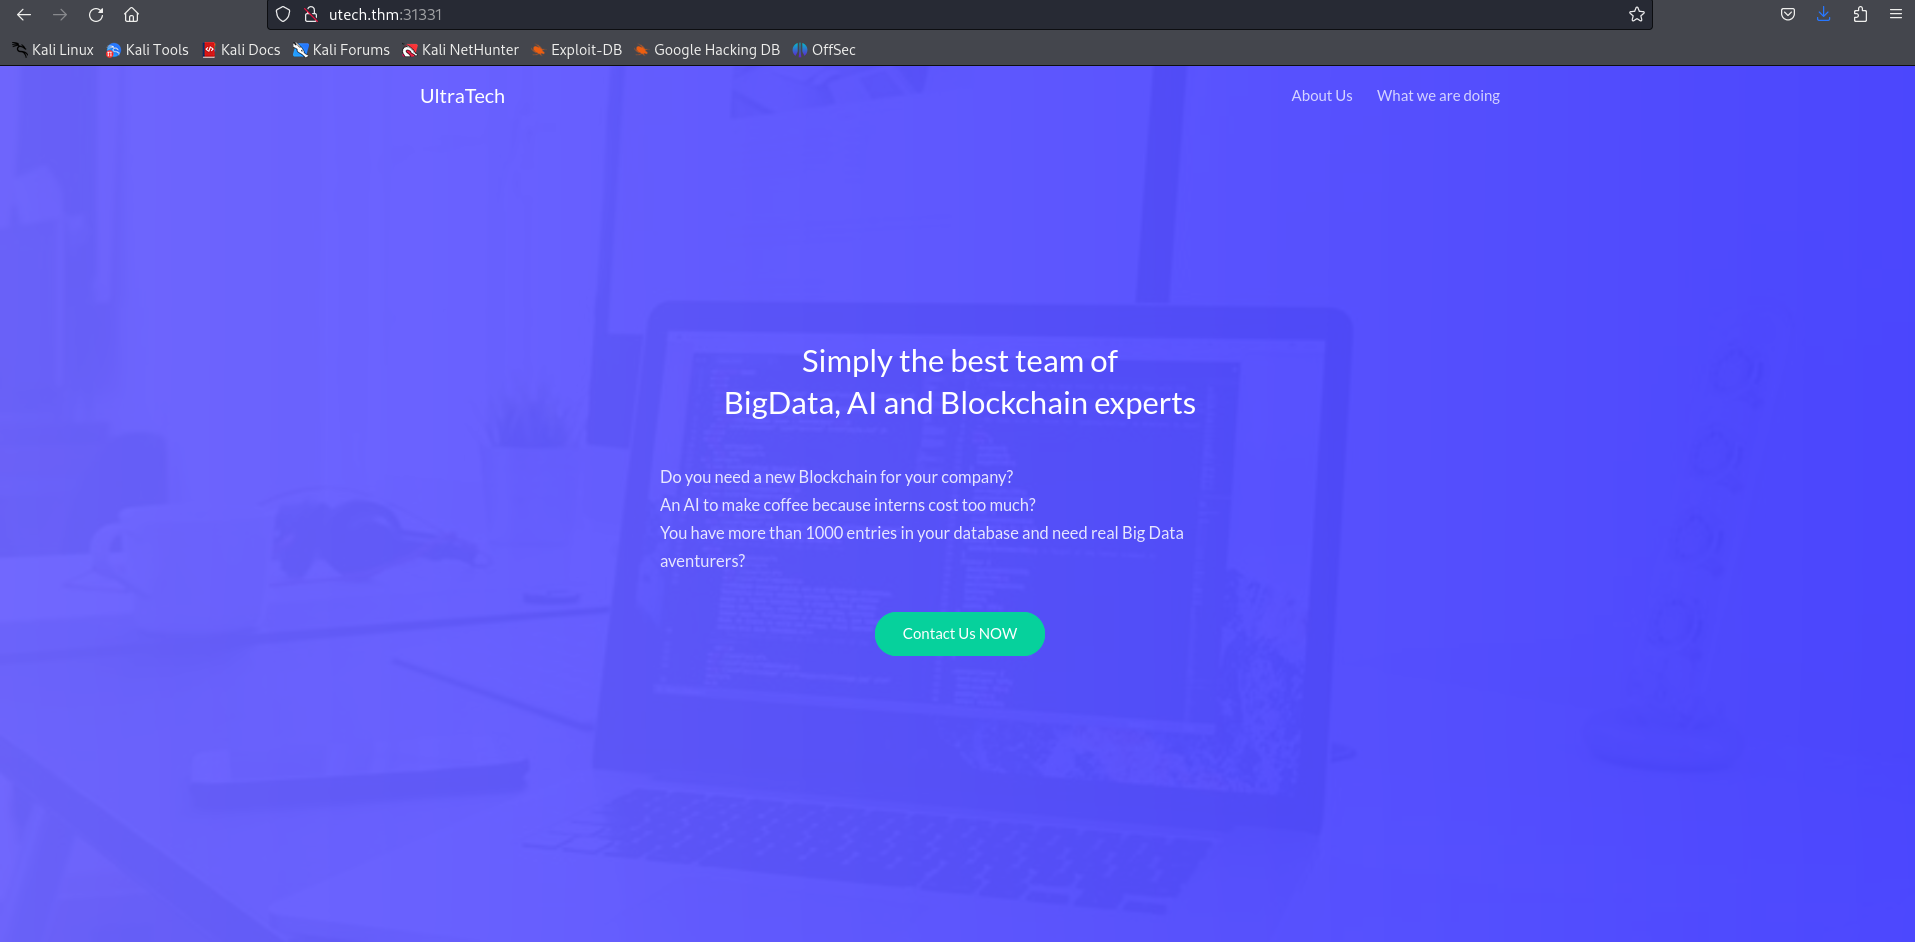 utech.thm:31331
Kali Linux Kali Tools Kali Docs Kali Forums Kali NetHunter Exploit-DB Google Hacking DB OffSec
UltraTech About Us What we are doing
Simply the best team of
BigData, AI and Blockchain experts
Do you need a new Blockchain for your company?
An AI to make coffee because interns cost too much?
You have more than 1000 entries in your database and need real Big Data
aventurers?
Contact Us NOW